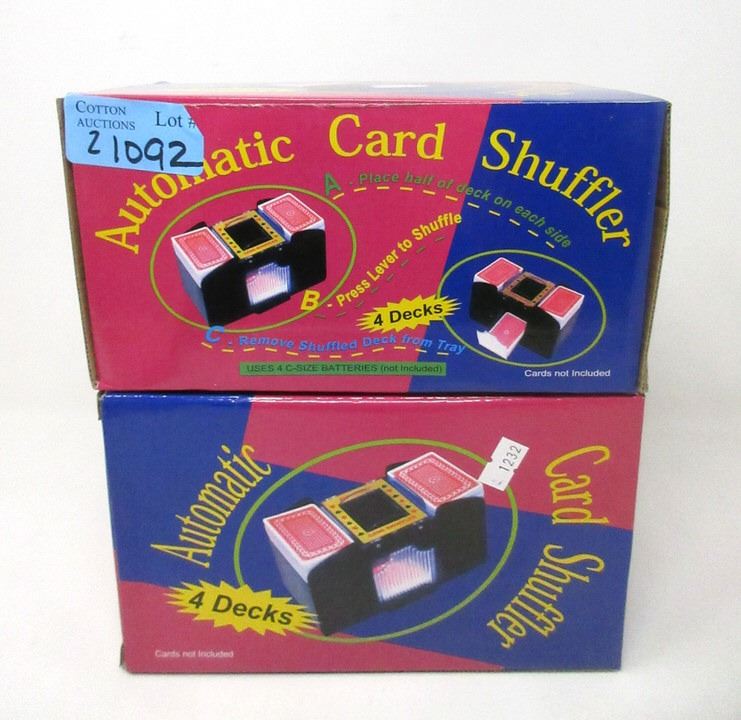 COTTON
AUCTIONS
Lot #
21092
Automatic Card Shuffler
A - Place half of deck on each side
B - Press Lever to Shuffle
4 Decks
C - Remove Shuffled Deck from Tray
USES 4 C-SIZE BATTERIES (not Included)
Cards not Included
1232
Automatic
Card Shuffler
4 Decks
Cards not Included